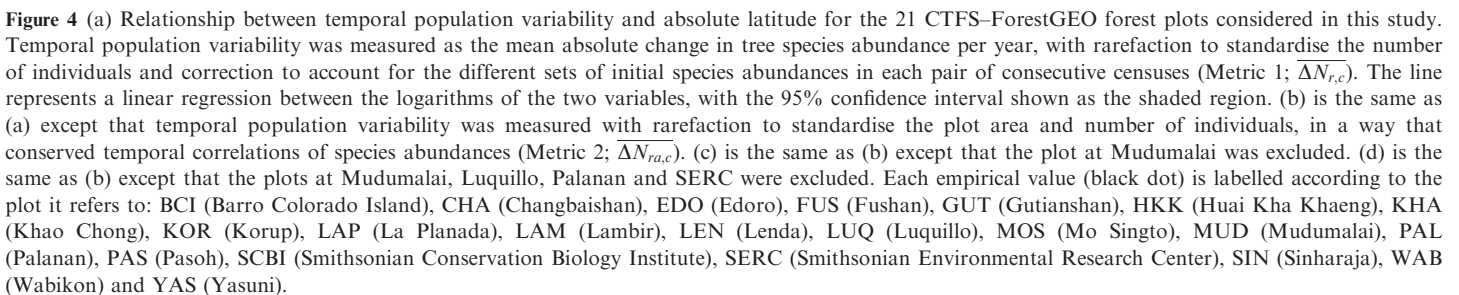 Figure 4 (a) Relationship between temporal population variability and absolute latitude for the 21 CTFS–ForestGEO forest plots considered in this study.
Temporal population variability was measured as the mean absolute change in tree species abundance per year, with rarefaction to standardise the number
of individuals and correction to account for the different sets of initial species abundances in each pair of consecutive censuses (Metric 1; $\overline{\Delta N_{r,c}}$). The line
represents a linear regression between the logarithms of the two variables, with the 95% confidence interval shown as the shaded region. (b) is the same as
(a) except that temporal population variability was measured with rarefaction to standardise the plot area and number of individuals, in a way that
conserved temporal correlations of species abundances (Metric 2; $\overline{\Delta N_{ra,c}}$). (c) is the same as (b) except that the plot at Mudumalai was excluded. (d) is the
same as (b) except that the plots at Mudumalai, Luquillo, Palanan and SERC were excluded. Each empirical value (black dot) is labelled according to the
plot it refers to: BCI (Barro Colorado Island), CHA (Changbaishan), EDO (Edoro), FUS (Fushan), GUT (Gutianshan), HKK (Huai Kha Khaeng), KHA
(Khao Chong), KOR (Korup), LAP (La Planada), LAM (Lambir), LEN (Lenda), LUQ (Luquillo), MOS (Mo Singto), MUD (Mudumalai), PAL
(Palanan), PAS (Pasoh), SCBI (Smithsonian Conservation Biology Institute), SERC (Smithsonian Environmental Research Center), SIN (Sinharaja), WAB
(Wabikon) and YAS (Yasuni).